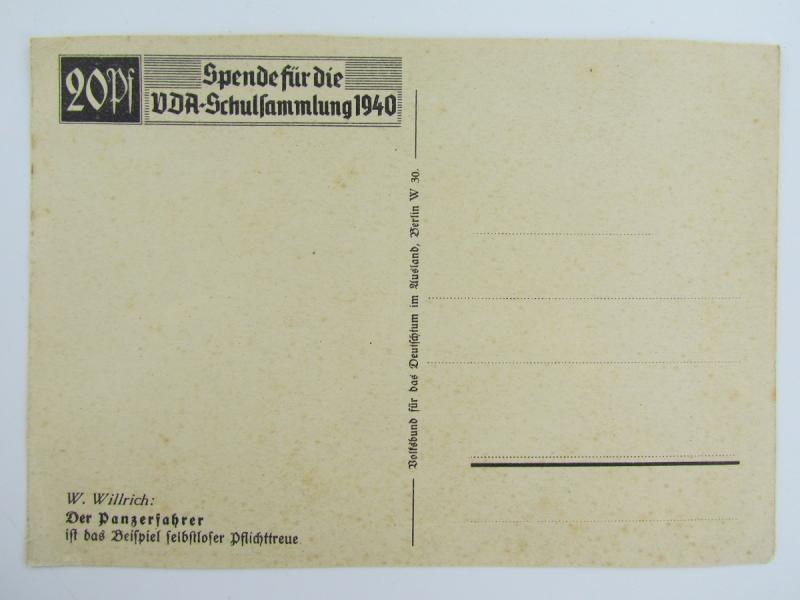 20Pf
Spende für die
VDA-Schulsammlung 1940
Volksbund für das Deutschtum im Ausland, Berlin W 30.
W. Willrich:
Der Panzerfahrer
ist das Beispiel selbstloser Pflichttreue